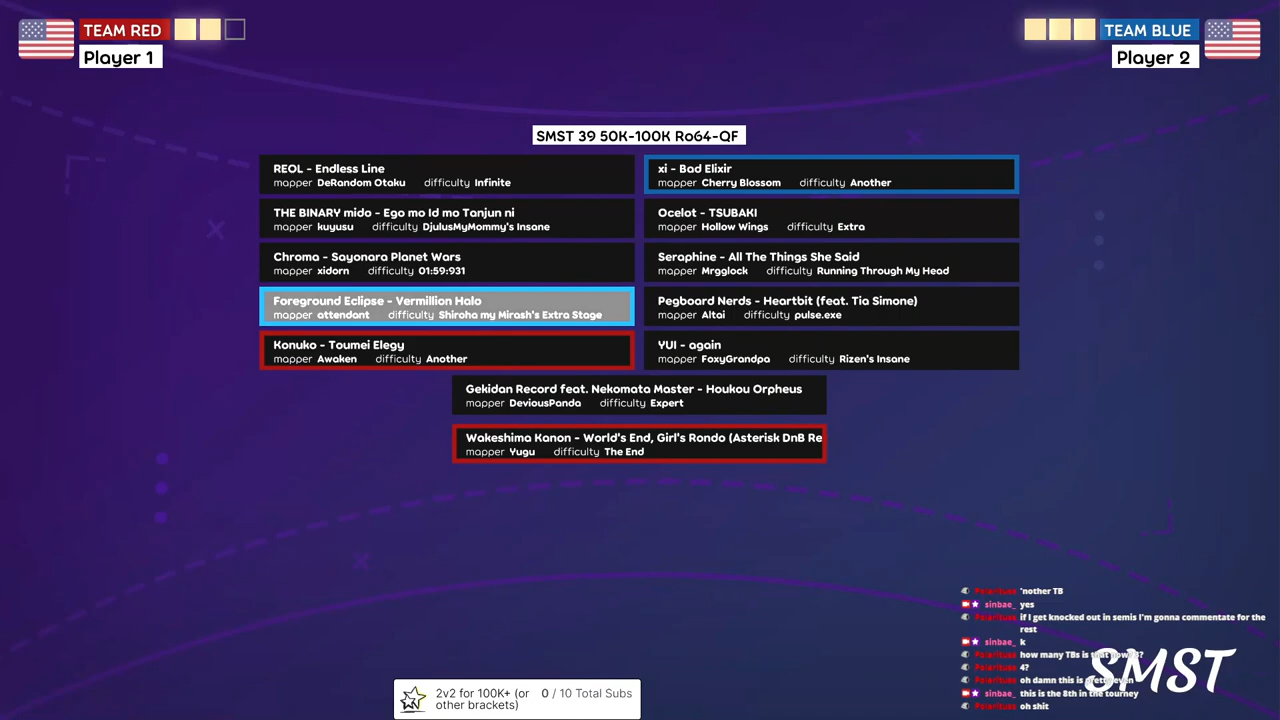 TEAM RED
Player 1
TEAM BLUE
Player 2
SMST 39 50K-100K Ro64-QF
REOL - Endless Line
mapper DeRandom Otaku difficulty Infinite
xi - Bad Elixir
mapper Cherry Blossom difficulty Another
THE BINARY mido - Ego mo Id mo Tanjun ni
mapper kuyusu difficulty DjulusMyMommy's Insane
Ocelot - TSUBAKI
mapper Hollow Wings difficulty Extra
Chroma - Sayonara Planet Wars
mapper xidorn difficulty 01:59:931
Seraphine - All The Things She Said
mapper Mrgglock difficulty Running Through My Head
Foreground Eclipse - Vermillion Halo
mapper attendant difficulty Shiroha my Mirash's Extra Stage
Pegboard Nerds - Heartbit (feat. Tia Simone)
mapper Altai difficulty pulse.exe
Konuko - Toumei Elegy
mapper Awaken difficulty Another
YUI - again
mapper FoxyGrandpa difficulty Rizen's Insane
Gekidan Record feat. Nekomata Master - Houkou Orpheus
mapper DeviousPanda difficulty Expert
Wakeshima Kanon - World's End, Girl's Rondo (Asterisk DnB Re
mapper Yugu difficulty The End
'nother TB
sinbae_ yes
if I get knocked out in semis I'm gonna commentate for the
rest
sinbae_ k
how many TBs is that now? 3?
4?
oh damn this is pretty even
sinbae_ this is the 8th in the tourney
oh shit
SMST
2v2 for 100K+ (or
other brackets)
0 / 10 Total Subs